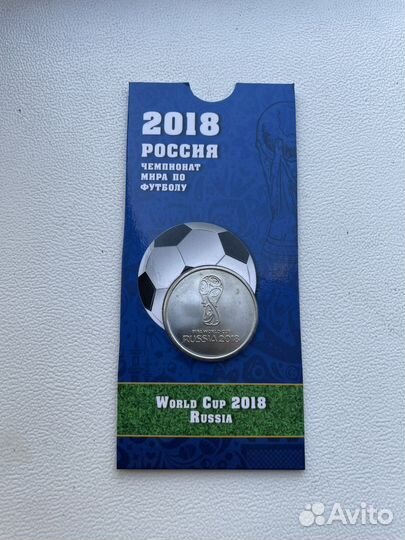 2018
РОССИЯ
ЧЕМПИОНАТ
МИРА ПО
ФУТБОЛУ
FIFA WORLD CUP
RUSSIA 2018
WORLD CUP 2018
RUSSIA
Avito